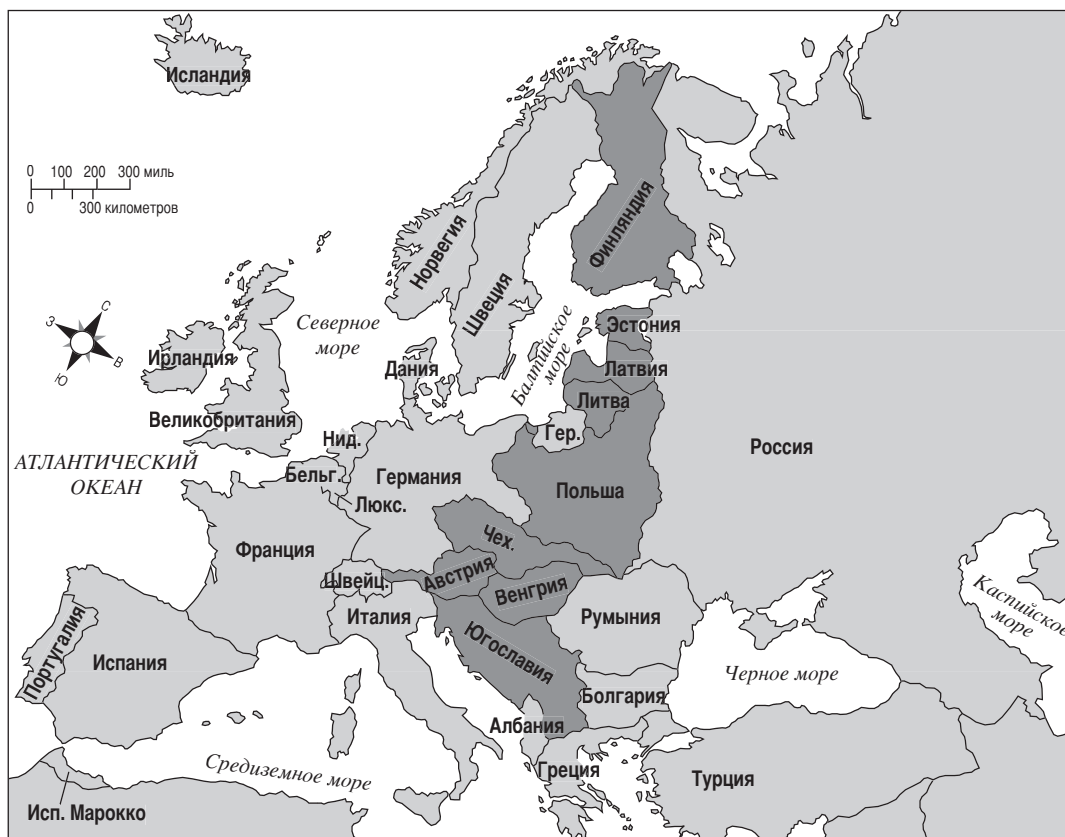 Исландия
0 100 200 300 миль
0 300 километров
С
З
В
Ю
Норвегия
Швеция
Финляндия
Северное
море
Балтийское
море
Эстония
Латвия
Литва
Ирландия
Великобритания
Дания
Нид.
Гер.
Россия
АТЛАНТИЧЕСКИЙ
ОКЕАН
Бельг.
Германия
Польша
Люкс.
Франция
Чех.
Швейц.
Австрия
Венгрия
Италия
Румыния
Каспийское
море
Португалия
Испания
Югославия
Черное море
Болгария
Албания
Средиземное море
Греция
Турция
Исп. Марокко